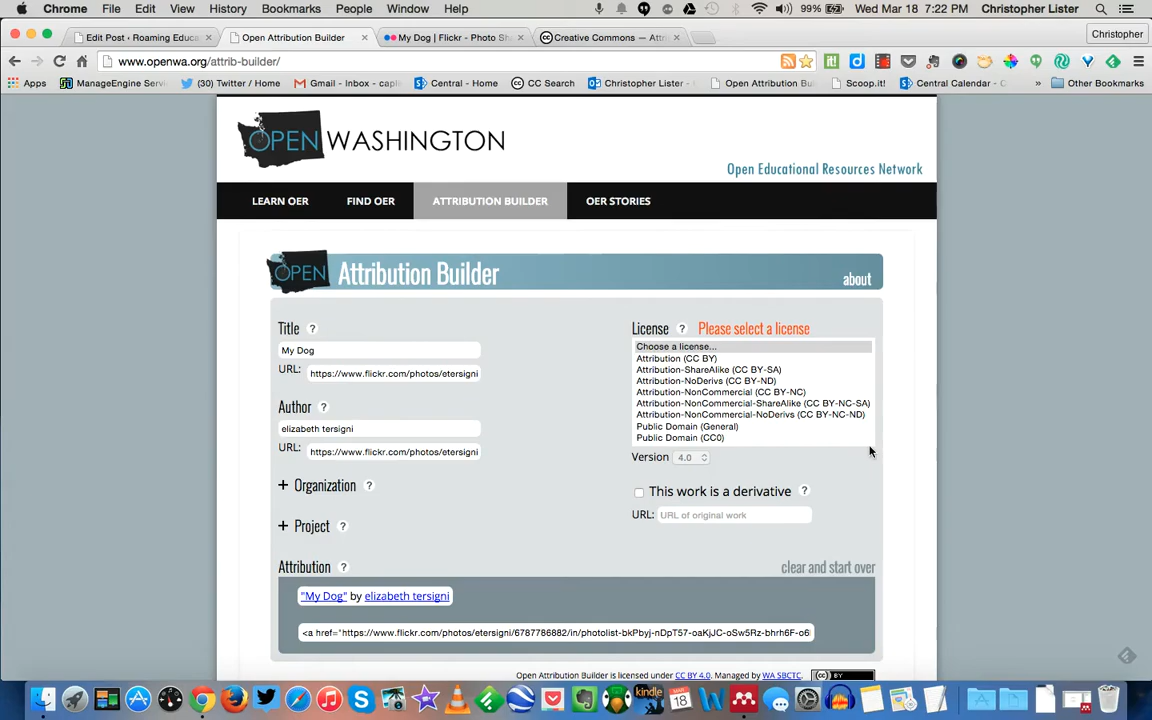 Chrome File Edit View History Bookmarks People Window Help 99% Wed Mar 18 7:22 PM Christopher Lister
Edit Post ‹ Roaming Educa Open Attribution Builder My Dog | Flickr - Photo Sha Creative Commons — Attri Christopher
www.openwa.org/attrib-builder/
Apps ManageEngine Servic (30) Twitter / Home Gmail - Inbox - caplis Central - Home CC Search Christopher Lister - Open Attribution Bui Scoop.it! Central Calendar - C » Other Bookmarks
OPEN WASHINGTON
Open Educational Resources Network
LEARN OER FIND OER ATTRIBUTION BUILDER OER STORIES
OPEN Attribution Builder about
Title ?
My Dog
URL: https://www.flickr.com/photos/etersigni
Author ?
elizabeth tersigni
URL: https://www.flickr.com/photos/etersigni
+ Organization ?
+ Project ?
License ? Please select a license
Choose a license...
Attribution (CC BY)
Attribution-ShareAlike (CC BY-SA)
Attribution-NoDerivs (CC BY-ND)
Attribution-NonCommercial (CC BY-NC)
Attribution-NonCommercial-ShareAlike (CC BY-NC-SA)
Attribution-NonCommercial-NoDerivs (CC BY-NC-ND)
Public Domain (General)
Public Domain (CC0)
Version 4.0
This work is a derivative ?
URL: URL of original work
Attribution ? clear and start over
"My Dog" by elizabeth tersigni
<a href="https://www.flickr.com/photos/etersigni/6787786882/in/photolist-bkPbyj-nDpT57-oaKjJC-oSw5Rz-bhrh6F-o6
Open Attribution Builder is licensed under CC BY 4.0. Managed by WA SBCTC. cc BY